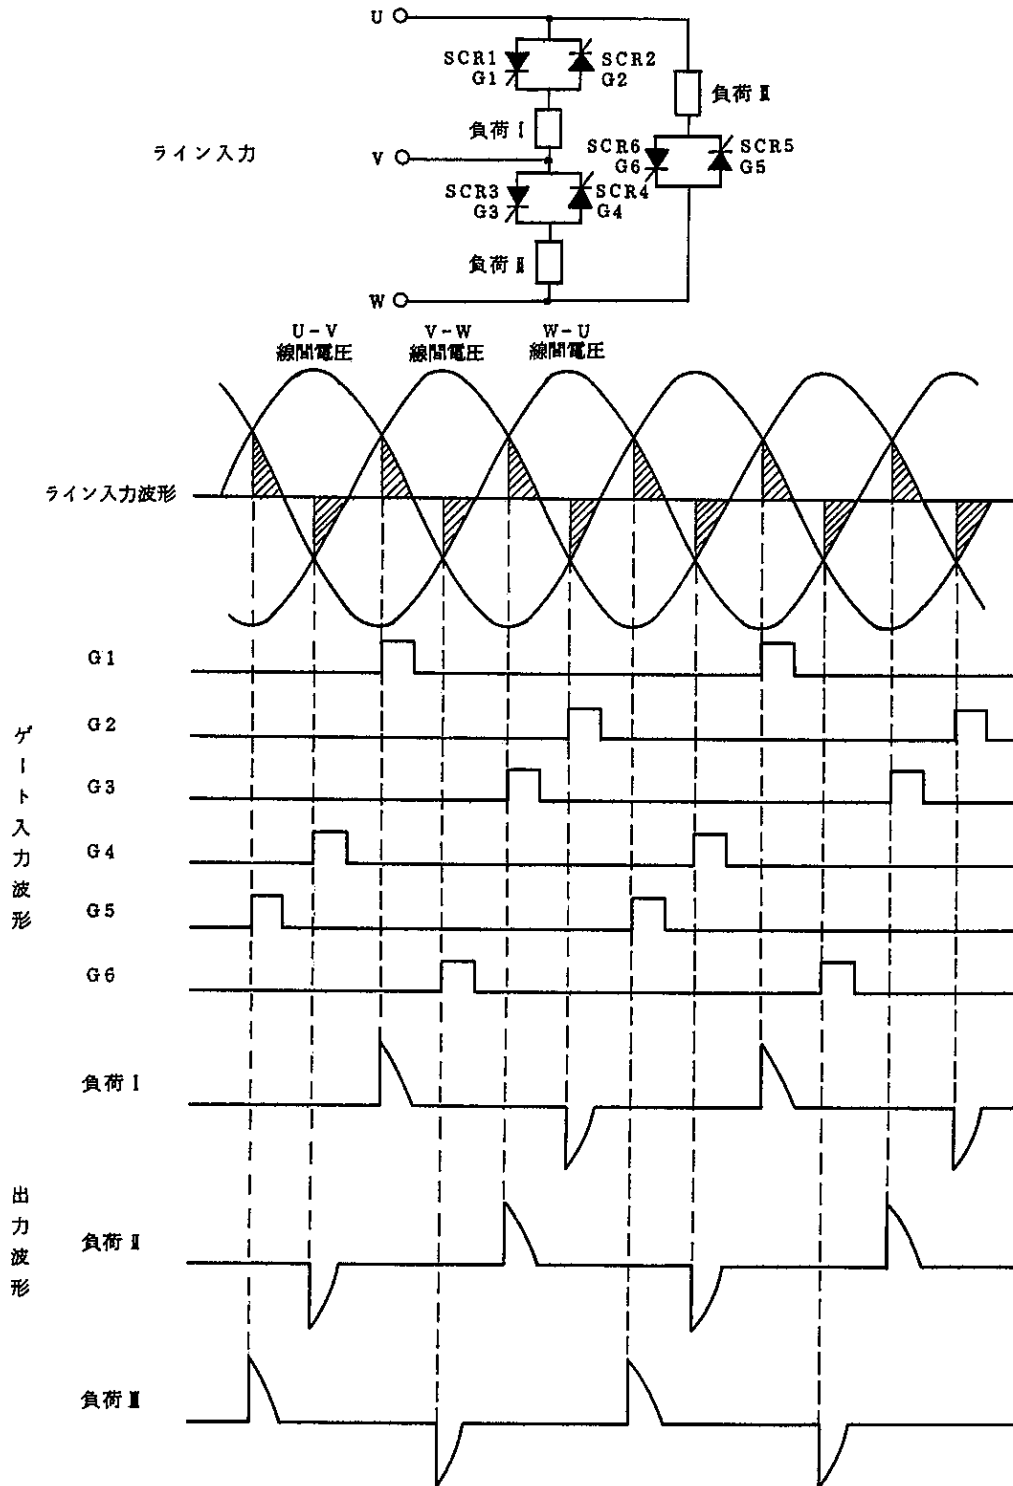 U
SCR1
G1
SCR2
G2
負荷 Ⅲ
負荷 Ⅰ
ライン入力
V
SCR6
G6
SCR5
G5
SCR3
G3
SCR4
G4
負荷 Ⅱ
W
U-V
線間電圧
V-W
線間電圧
W-U
線間電圧
ライン入力波形
ゲート入力波形
G1
G2
G3
G4
G5
G6
出力波形
負荷 Ⅰ
負荷 Ⅱ
負荷 Ⅲ